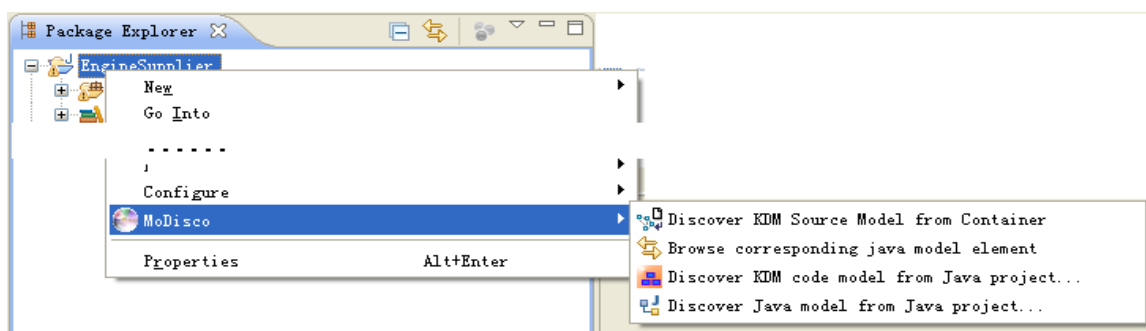 Package Explorer
EngineSupplier
New
Go Into
......
Configure
MoDisco
Properties Alt+Enter
Discover KDM Source Model from Container
Browse corresponding java model element
Discover KDM code model from Java project...
Discover Java model from Java project...